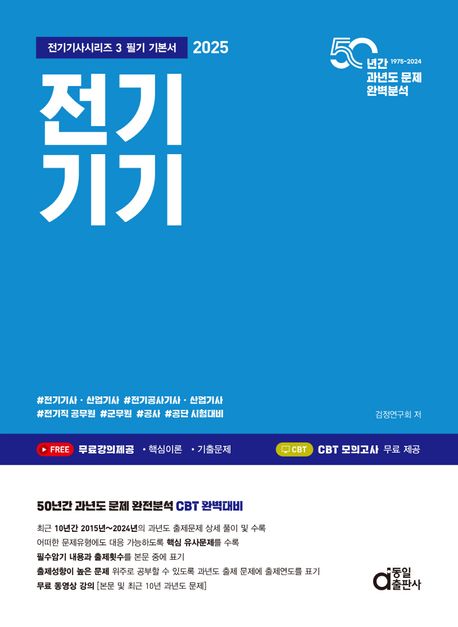 전기기사시리즈 3 필기 기본서 2025
50년간 1975-2024
과년도 문제
완벽분석
전기
기기
#전기기사·산업기사 #전기공사기사·산업기사
#전기직 공무원 #군무원 #공사 #공단 시험대비
검정연구회 저
FREE 무료강의제공 ·핵심이론 ·기출문제 CBT CBT 모의고사 무료 제공
50년간 과년도 문제 완전분석 CBT 완벽대비
최근 10년간 2015년~2024년의 과년도 출제문제 상세 풀이 및 수록
어떠한 문제유형에도 대응 가능하도록 핵심 유사문제를 수록
필수암기 내용과 출제횟수를 본문 중에 표기
출제성향이 높은 문제 위주로 공부할 수 있도록 과년도 출제 문제에 출제연도를 표기
무료 동영상 강의 [본문 및 최근 10년 과년도 문제]
동일
출판사